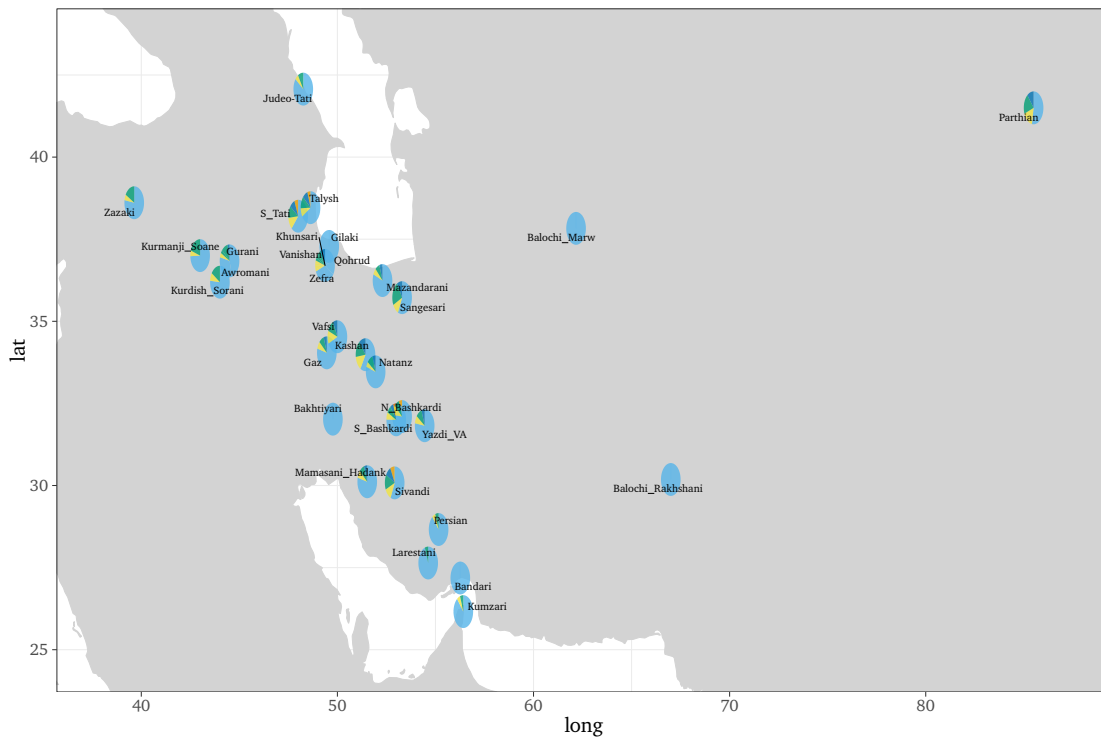 Judeo-Tati
Parthian
40
Zazaki
Talysh
S_Tati
Khunsari
Gilaki
Balochi_Marw
Kurmanji_Soane
Gurani
Vanishan
Qohrud
Awromani
Zefra
Kurdish_Sorani
Mazandarani
Sangesari
35
Vafsi
Kashan
Gaz
Natanz
lat
Bakhtiyari
N_Bashkardi
S_Bashkardi
Yazdi_VA
Mamasani_Hadank
30
Sivandi
Balochi_Rakhshani
Persian
Larestani
Bandari
Kumzari
25
40
50
60
70
80
long